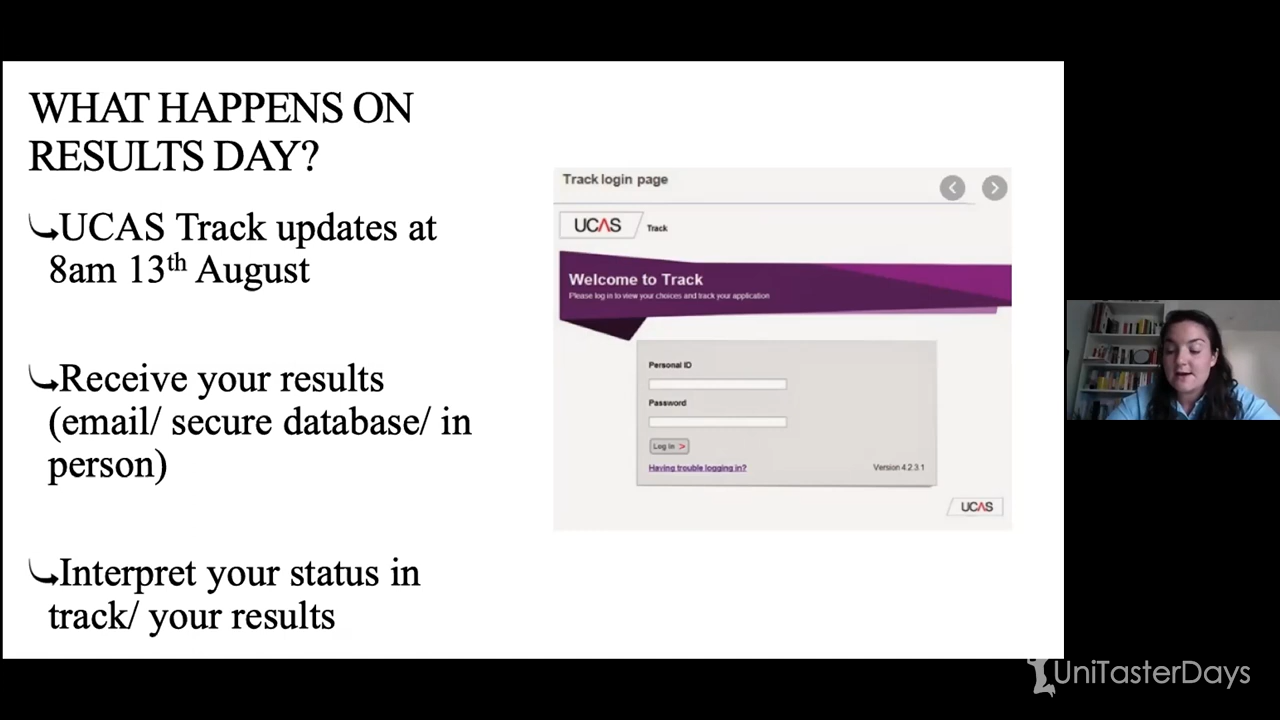 WHAT HAPPENS ON
RESULTS DAY?
UCAS Track updates at
8am 13th August
Receive your results
(email/ secure database/ in
person)
Interpret your status in
track/ your results
Track login page
UCAS Track
Welcome to Track
Please log in to view your choices and track your application
Personal ID
Password
Log In >
Having trouble logging in?
Version 4.2.3.1
UCAS
UniTasterDays